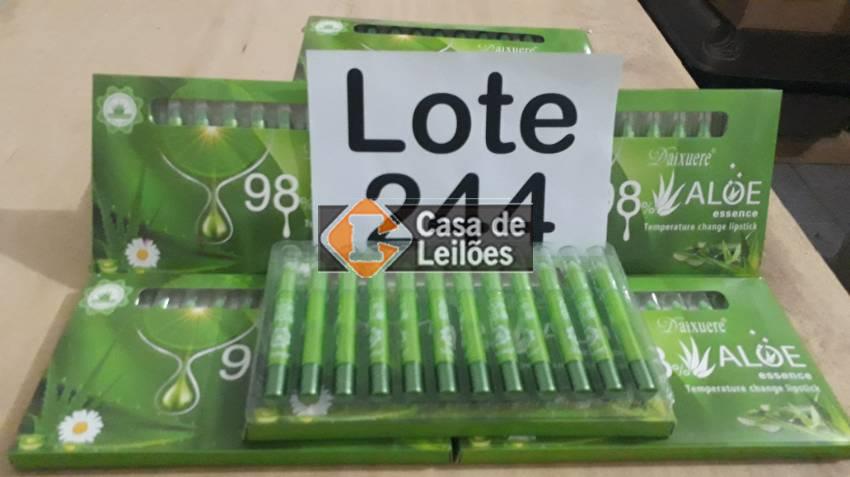 Daixuere®
Lote
244
Casa de
Leilões
98
Daixuere®
98%
ALOE
essence
Temperature change lipstick
98
Daixuere®
%
ALOE
essence
Temperature change lipstick